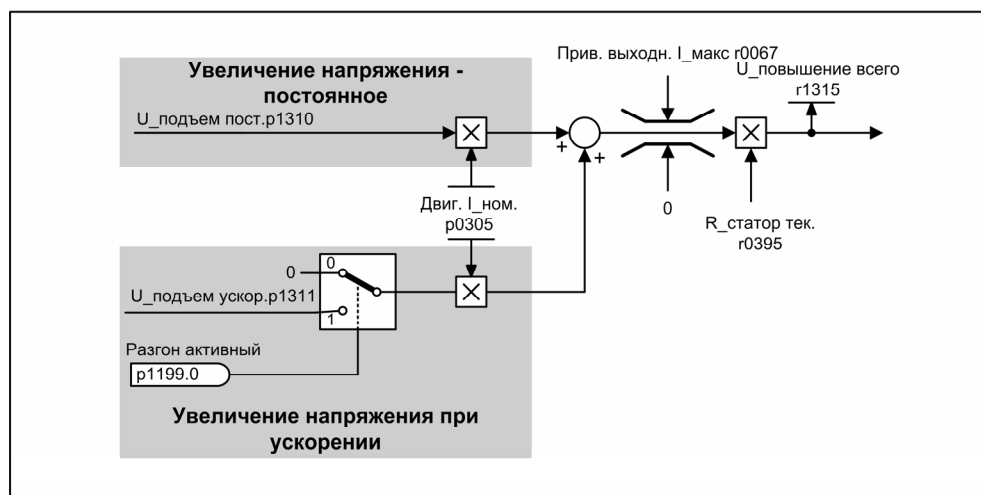 Прив. выходн. I_макс r0067
U_повышение всего
r1315
Увеличение напряжения -
постоянное
U_подъем пост.p1310
+
+
Двиг. I_ном.
p0305
0
R_статор тек.
r0395
0
0
U_подъем ускор.p1311
1
Разгон активный
p1199.0
Увеличение напряжения при
ускорении